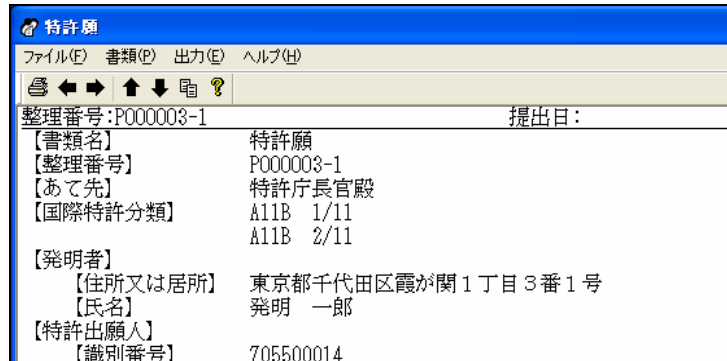 特許願
ファイル(F) 書類(P) 出力(E) ヘルプ(H)
整理番号:P000003-1 提出日:
【書類名】 特許願
【整理番号】 P000003-1
【あて先】 特許庁長官殿
【国際特許分類】 A11B 1/11
A11B 2/11
【発明者】
【住所又は居所】 東京都千代田区霞が関1丁目3番1号
【氏名】 発明 一郎
【特許出願人】
【識別番号】 705500014